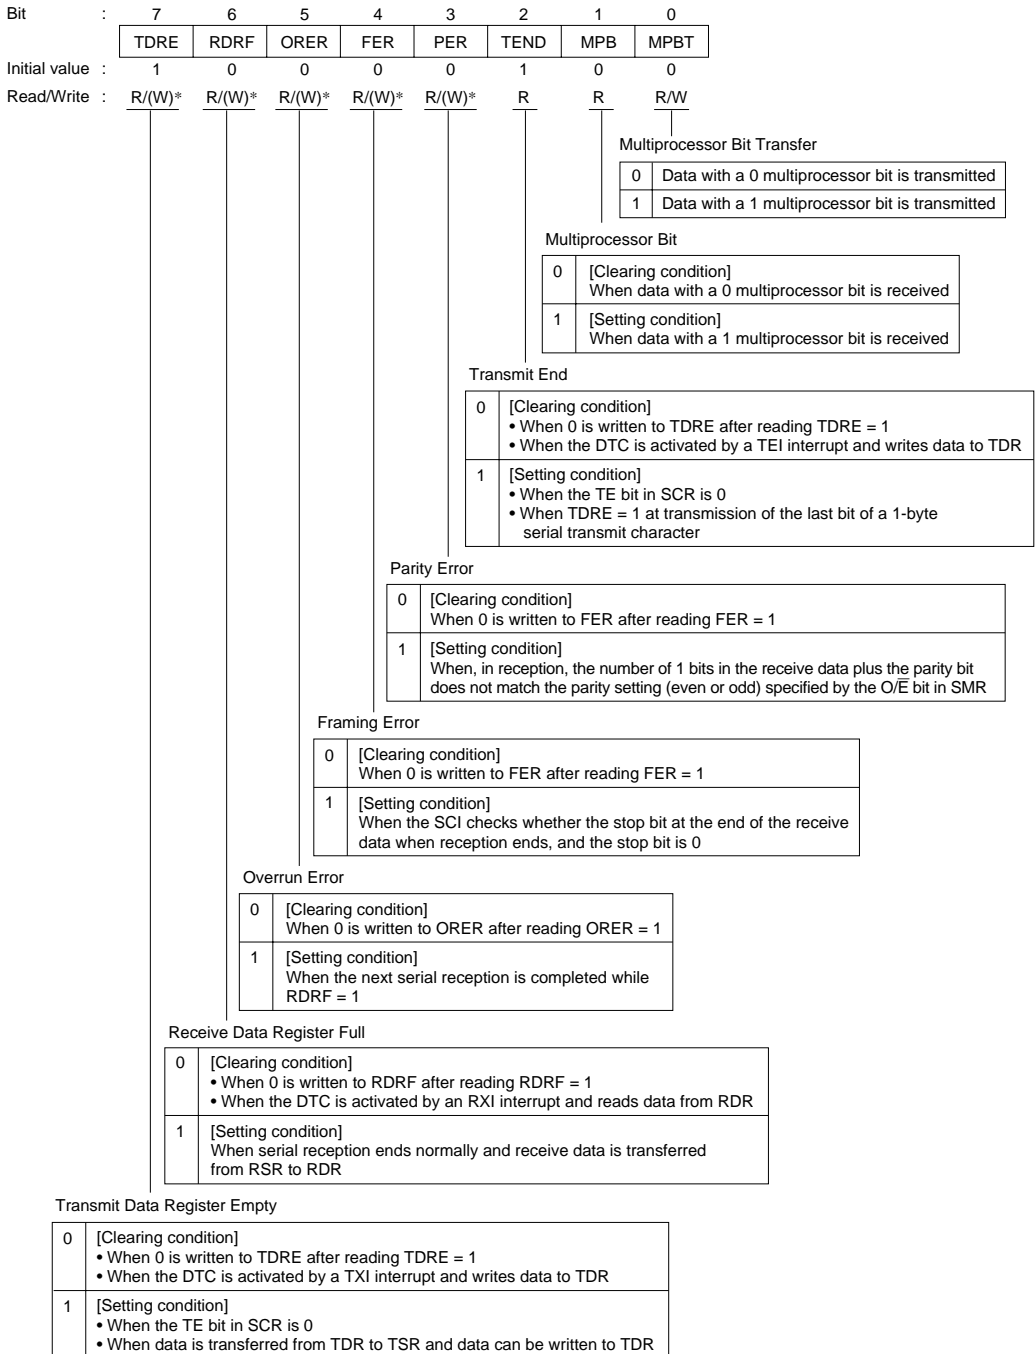 Bit : 7 6 5 4 3 2 1 0
TDRE RDRF ORER FER PER TEND MPB MPBT
Initial value : 1 0 0 0 0 1 0 0
Read/Write : R/(W)* R/(W)* R/(W)* R/(W)* R/(W)* R R R/W
Multiprocessor Bit Transfer
0 Data with a 0 multiprocessor bit is transmitted
1 Data with a 1 multiprocessor bit is transmitted
Multiprocessor Bit
0 [Clearing condition]
When data with a 0 multiprocessor bit is received
1 [Setting condition]
When data with a 1 multiprocessor bit is received
Transmit End
0 [Clearing condition]
• When 0 is written to TDRE after reading TDRE = 1
• When the DTC is activated by a TEI interrupt and writes data to TDR
1 [Setting condition]
• When the TE bit in SCR is 0
• When TDRE = 1 at transmission of the last bit of a 1-byte
serial transmit character
Parity Error
0 [Clearing condition]
When 0 is written to FER after reading FER = 1
1 [Setting condition]
When, in reception, the number of 1 bits in the receive data plus the parity bit
does not match the parity setting (even or odd) specified by the O/E̅ bit in SMR
Framing Error
0 [Clearing condition]
When 0 is written to FER after reading FER = 1
1 [Setting condition]
When the SCI checks whether the stop bit at the end of the receive
data when reception ends, and the stop bit is 0
Overrun Error
0 [Clearing condition]
When 0 is written to ORER after reading ORER = 1
1 [Setting condition]
When the next serial reception is completed while
RDRF = 1
Receive Data Register Full
0 [Clearing condition]
• When 0 is written to RDRF after reading RDRF = 1
• When the DTC is activated by an RXI interrupt and reads data from RDR
1 [Setting condition]
When serial reception ends normally and receive data is transferred
from RSR to RDR
Transmit Data Register Empty
0 [Clearing condition]
• When 0 is written to TDRE after reading TDRE = 1
• When the DTC is activated by a TXI interrupt and writes data to TDR
1 [Setting condition]
• When the TE bit in SCR is 0
• When data is transferred from TDR to TSR and data can be written to TDR